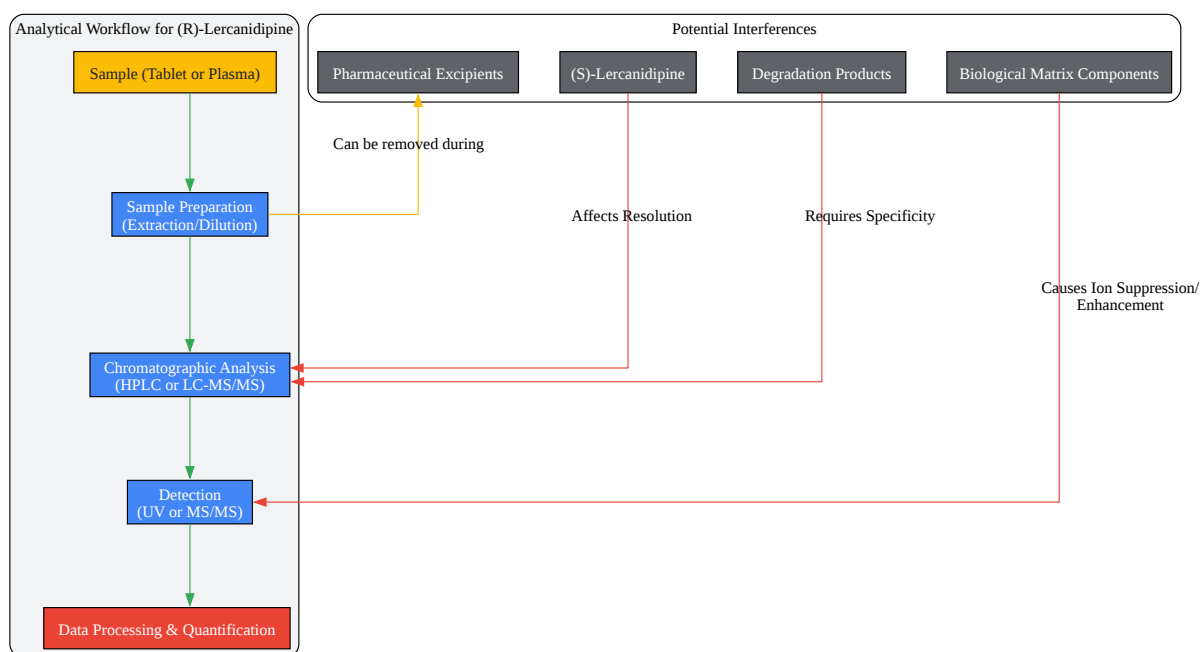 Analytical Workflow for (R)-Lercanidipine
Sample (Tablet or Plasma)
Sample Preparation
(Extraction/Dilution)
Chromatographic Analysis
(HPLC or LC-MS/MS)
Detection
(UV or MS/MS)
Data Processing & Quantification
Potential Interferences
Pharmaceutical Excipients
(S)-Lercanidipine
Degradation Products
Biological Matrix Components
Can be removed during
Affects Resolution
Requires Specificity
Causes Ion Suppression/
Enhancement